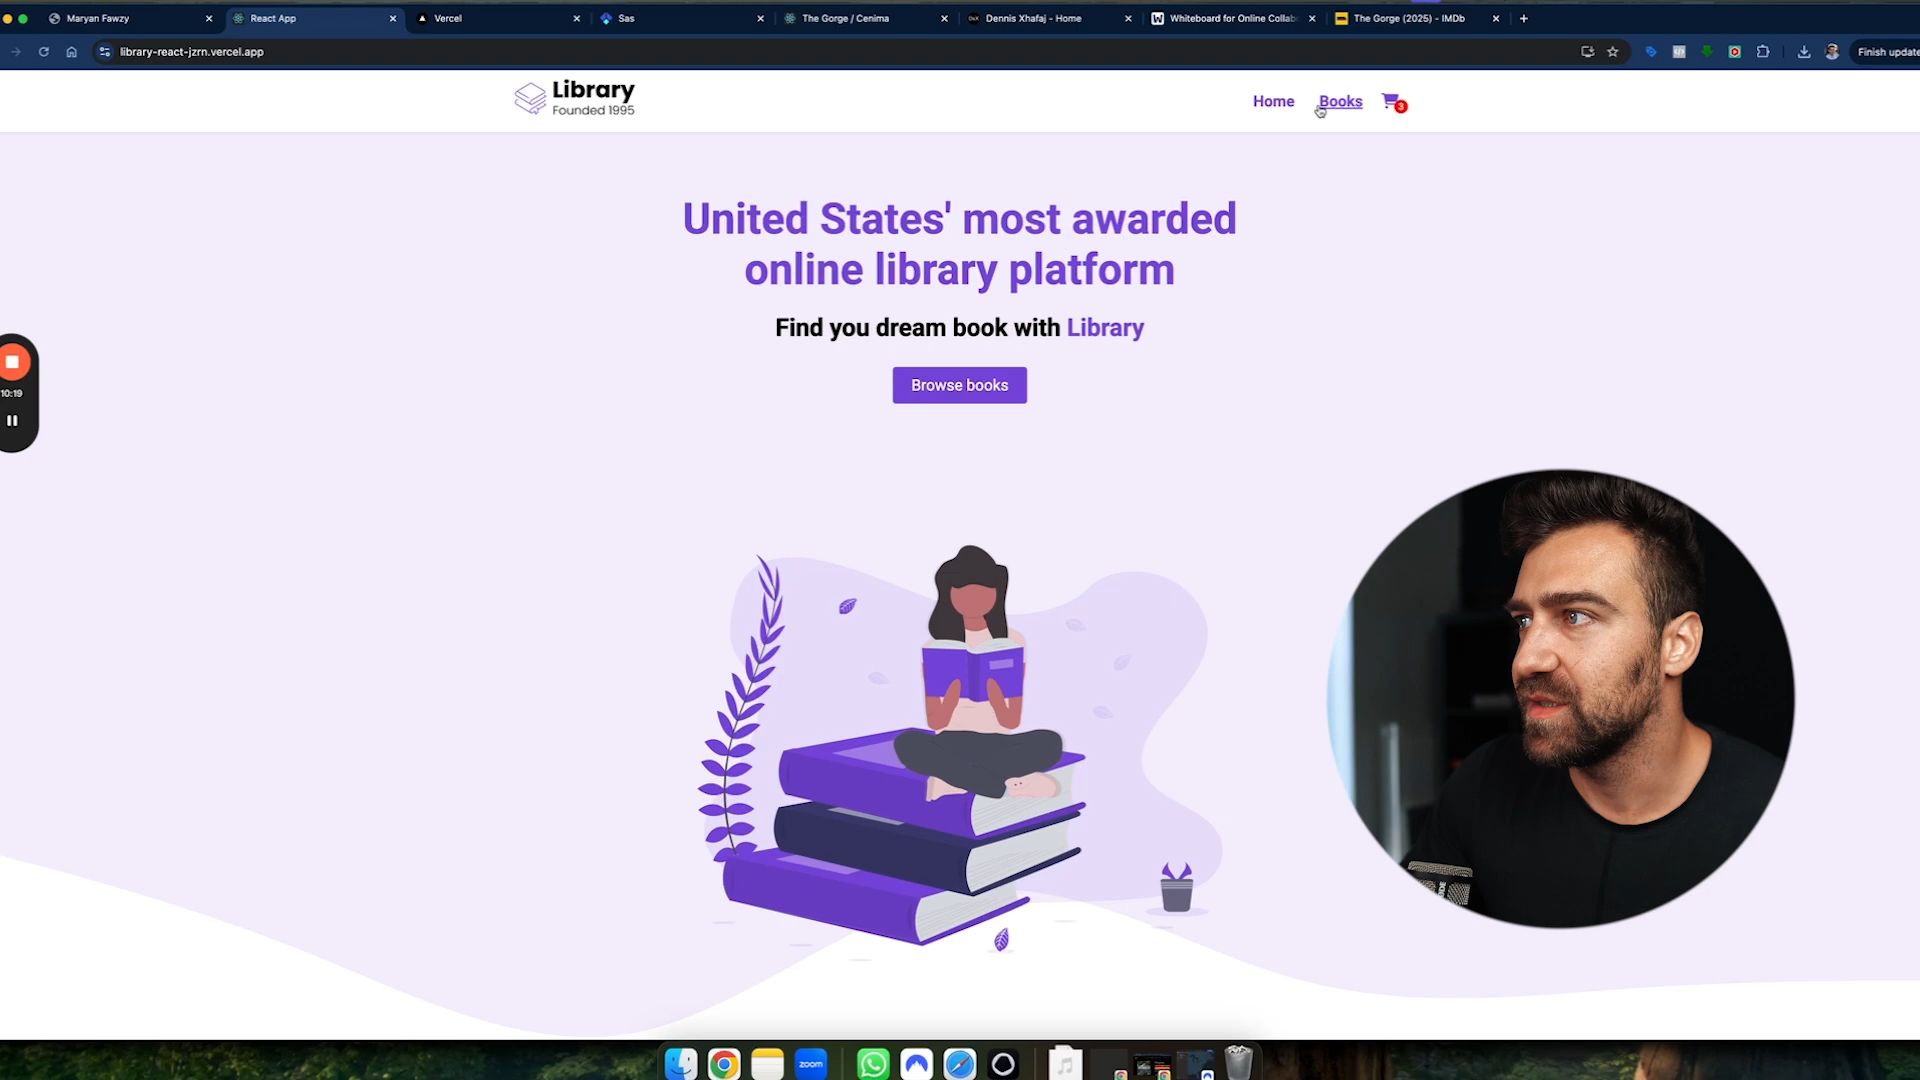 Maryan Fawzy
React App
Vercel
Sas
The Gorge / Cenima
Dennis Xhafaj - Home
Whiteboard for Online Collab
The Gorge (2025) - IMDb
library-react-jzrn.vercel.app
Finish update
Library
Founded 1995
Home
Books
3
United States' most awarded
online library platform
Find you dream book with Library
Browse books
10:19
zoom